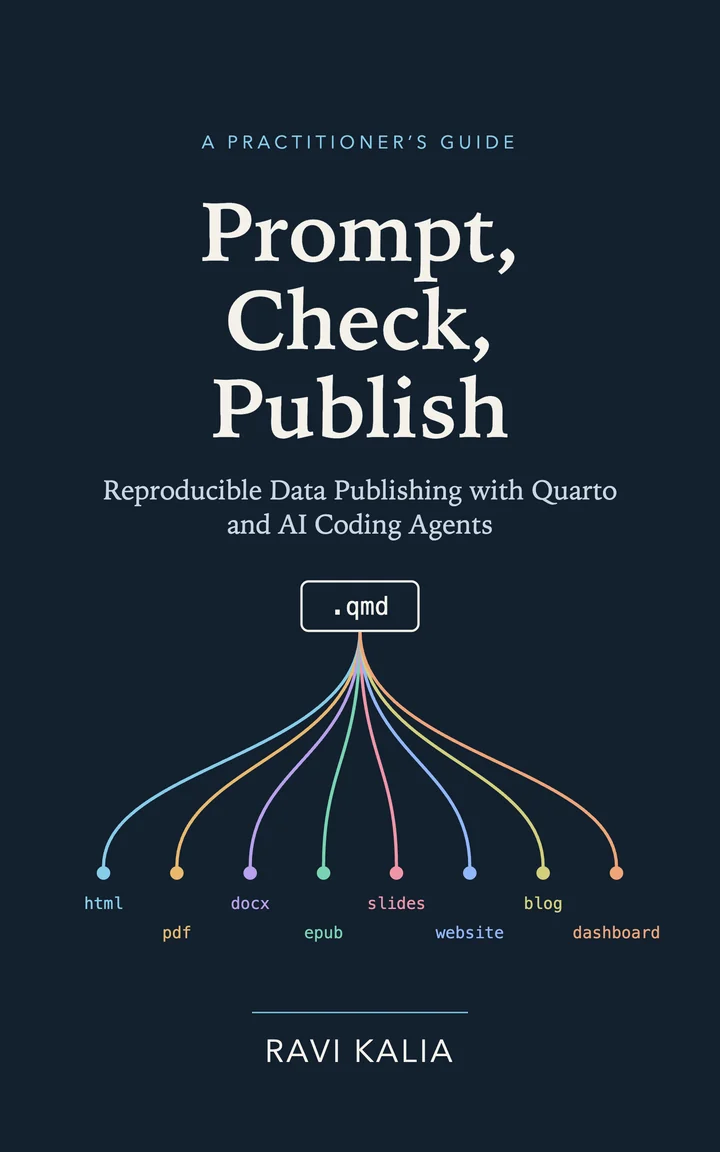 A PRACTITIONER’S GUIDE
Prompt,
Check,
Publish
Reproducible Data Publishing with Quarto
and AI Coding Agents
.qmd
html
docx
slides
blog
pdf
epub
website
dashboard
RAVI KALIA